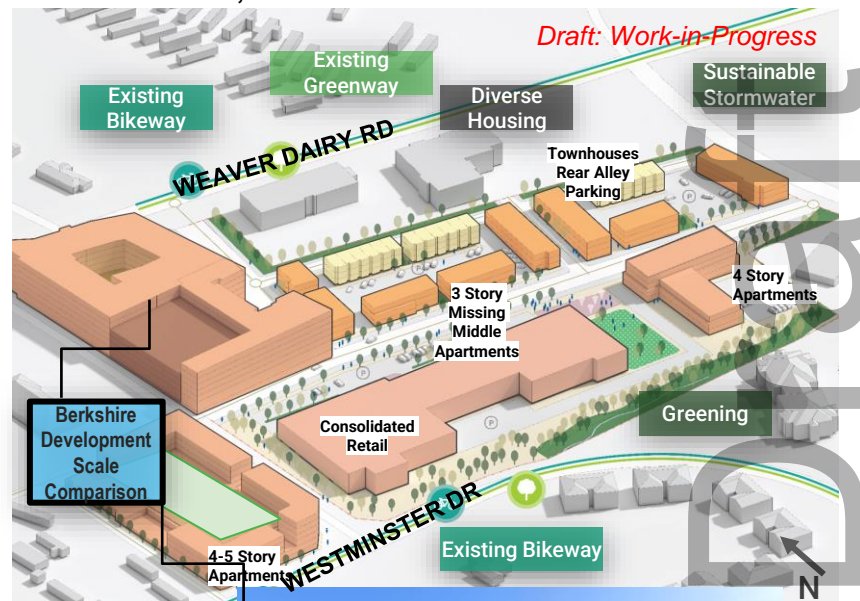 Draft: Work-in-Progress
Existing
Greenway
Sustainable
Stormwater
Existing
Bikeway
Diverse
Housing
WEAVER DAIRY RD
Townhouses
Rear Alley
Parking
P
P
4 Story
Apartments
3 Story
Missing
Middle
Apartments
P
Berkshire
Development
Scale
Comparison
Consolidated
Retail
P
Greening
WESTMINSTER DR
Existing Bikeway
4-5 Story
Apartments
N
Draft